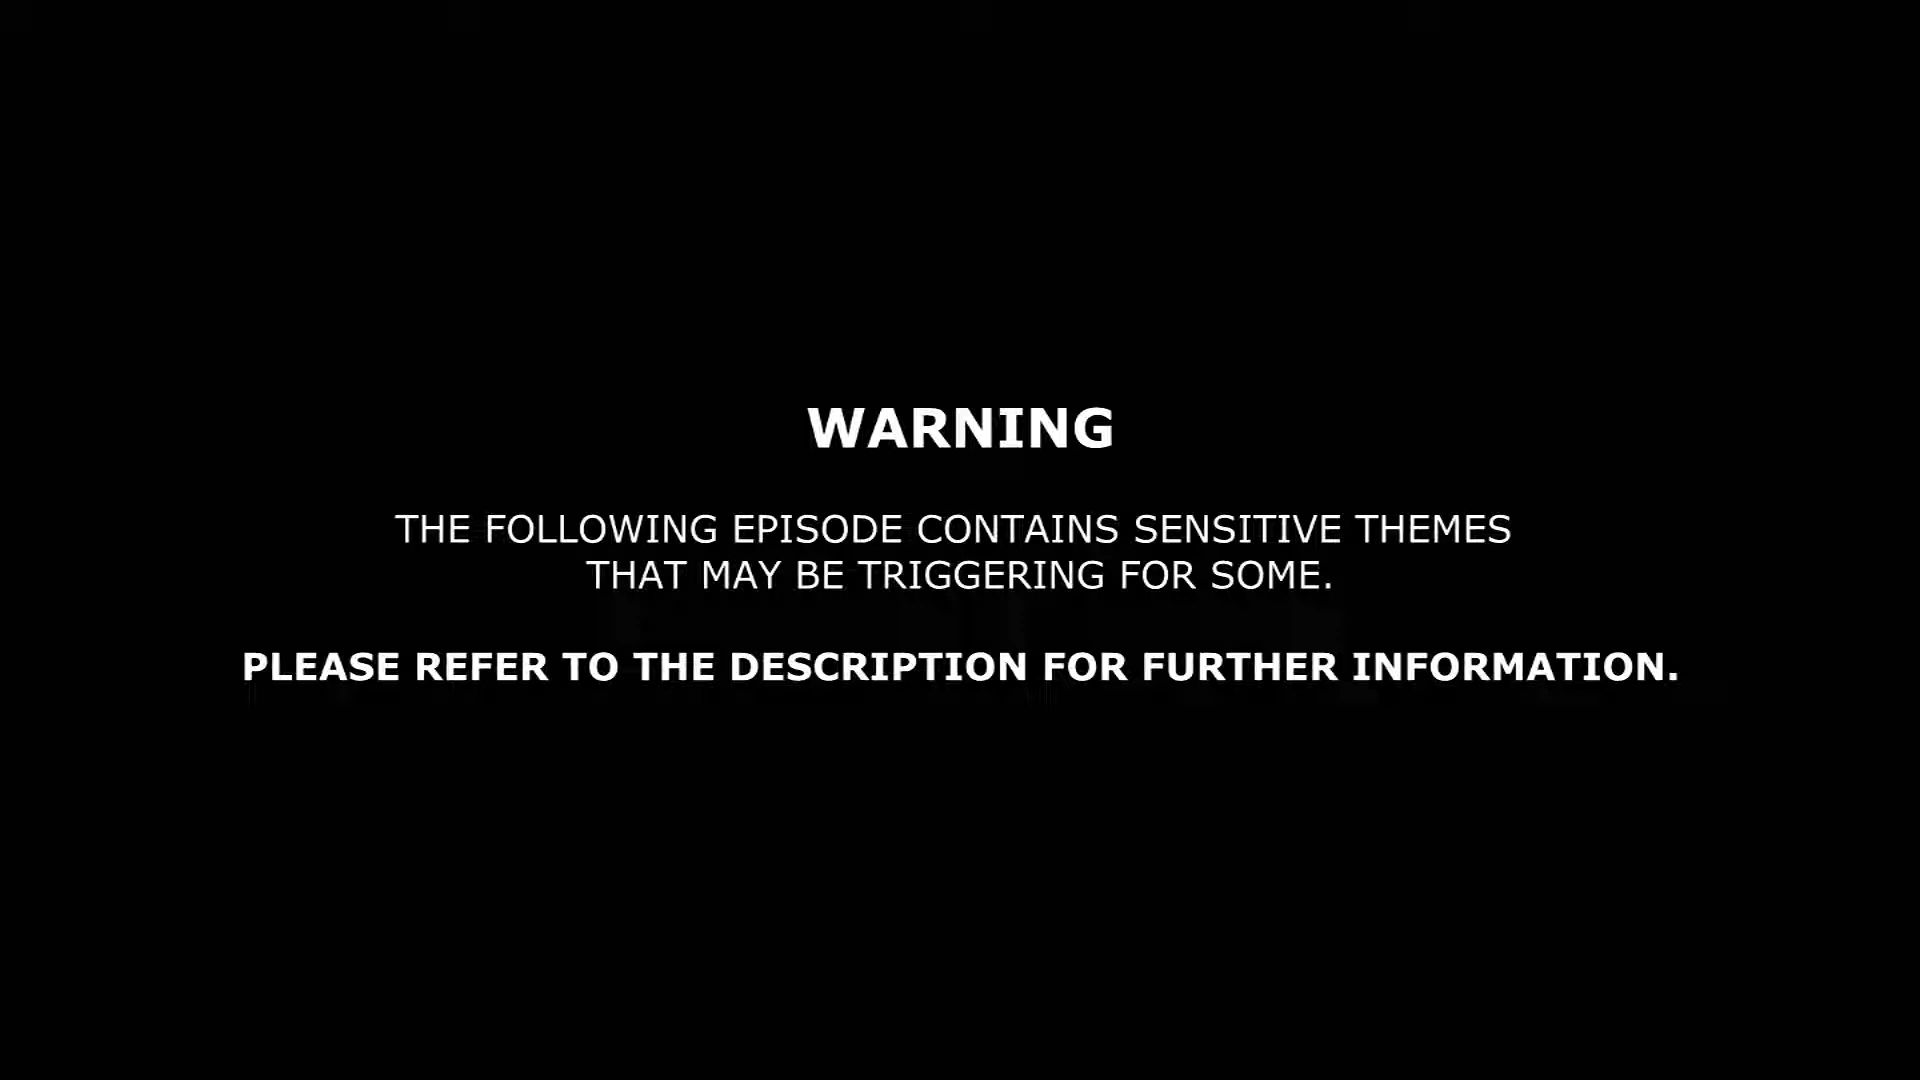 WARNING
THE FOLLOWING EPISODE CONTAINS SENSITIVE THEMES
THAT MAY BE TRIGGERING FOR SOME.
PLEASE REFER TO THE DESCRIPTION FOR FURTHER INFORMATION.